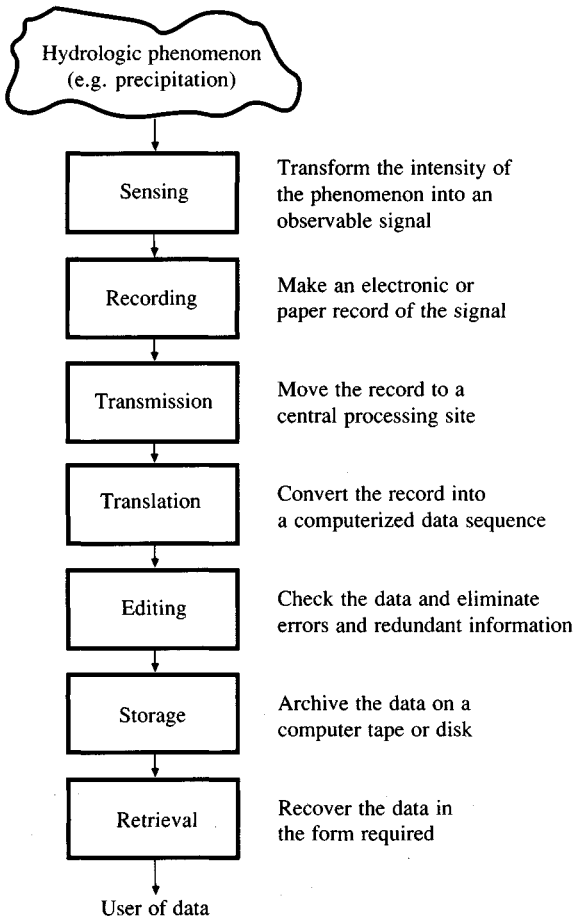 Hydrologic phenomenon
(e.g. precipitation)
Sensing
Transform the intensity of
the phenomenon into an
observable signal
Recording
Make an electronic or
paper record of the signal
Transmission
Move the record to a
central processing site
Translation
Convert the record into
a computerized data sequence
Editing
Check the data and eliminate
errors and redundant information
Storage
Archive the data on a
computer tape or disk
Retrieval
Recover the data in
the form required
User of data